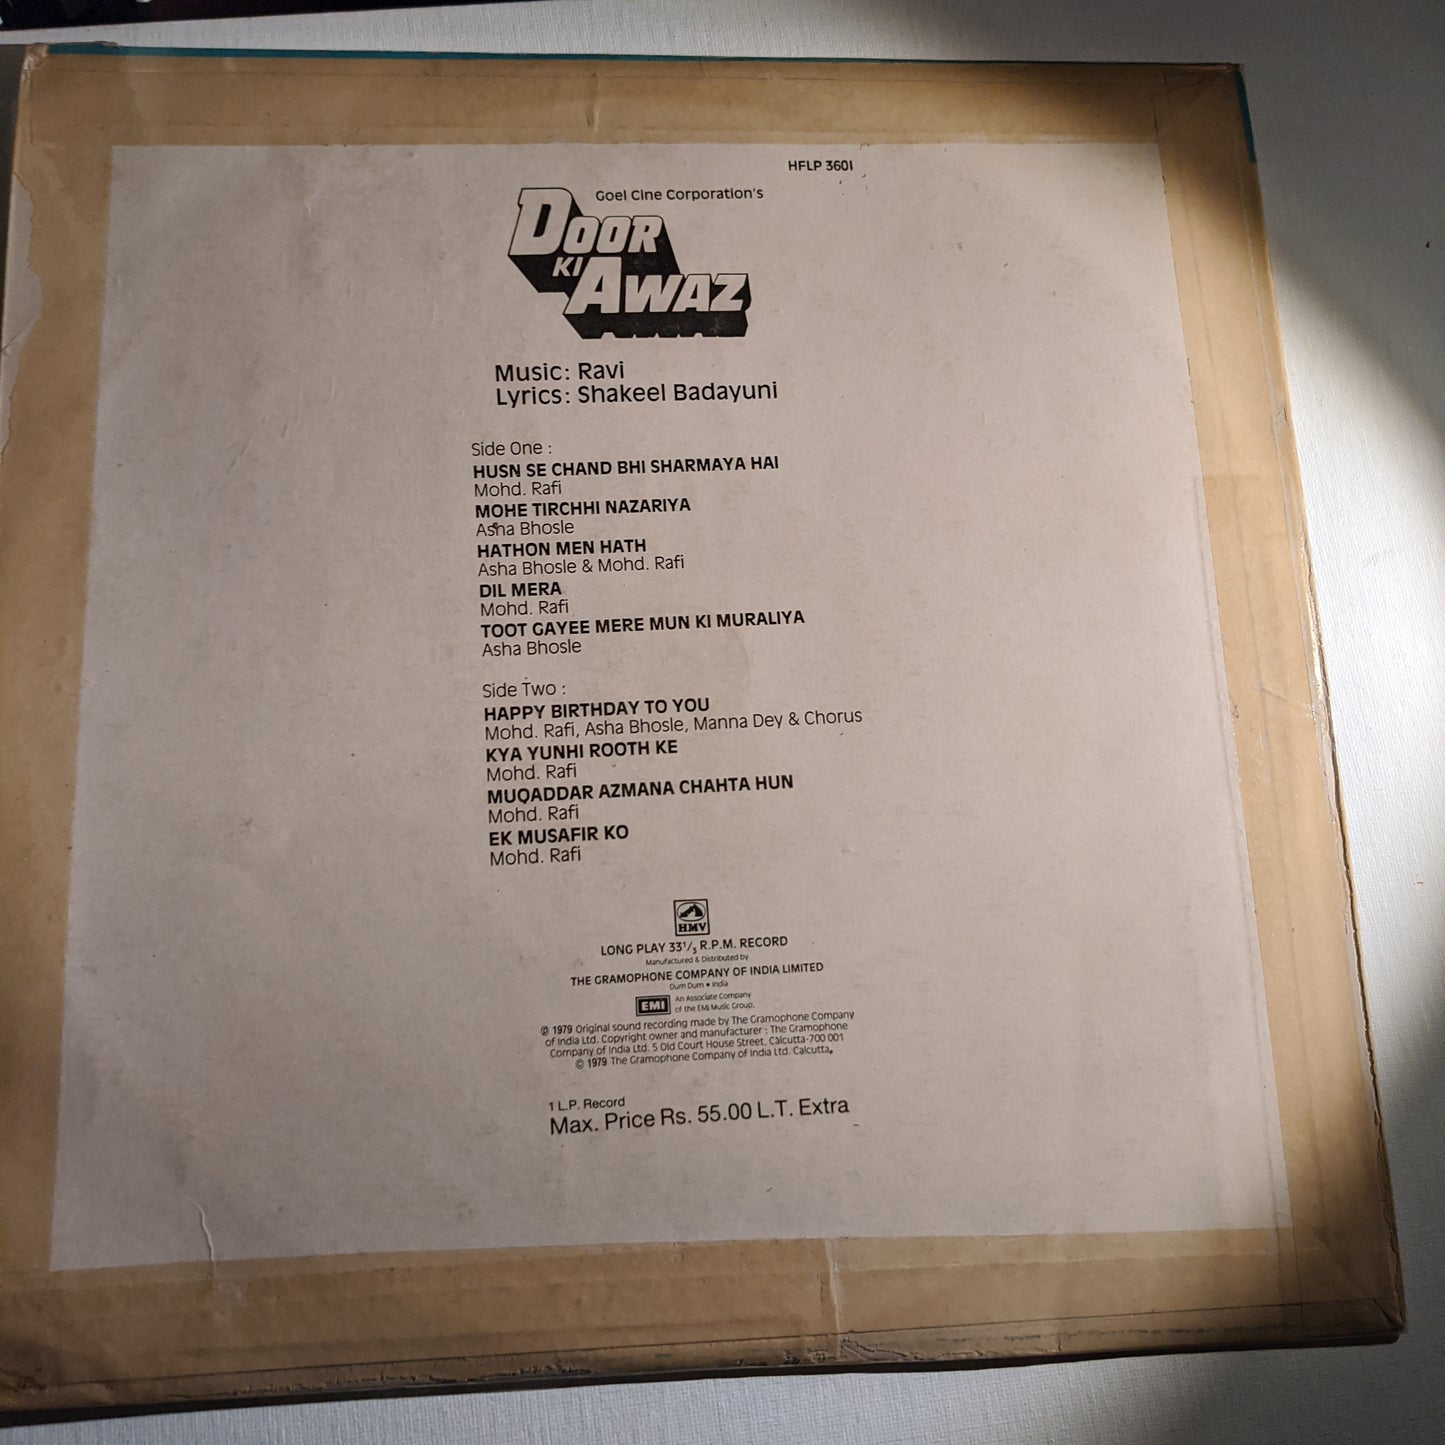 HFLP 3601
Goel Cine Corporation's
DOOR
KI
AWAZ
Music: Ravi
Lyrics: Shakeel Badayuni
Side One :
HUSN SE CHAND BHI SHARMAYA HAI
Mohd. Rafi
MOHE TIRCHHI NAZARIYA
Asha Bhosle
HATHON MEN HATH
Asha Bhosle & Mohd. Rafi
DIL MERA
Mohd. Rafi
TOOT GAYEE MERE MUN KI MURALIYA
Asha Bhosle
Side Two :
HAPPY BIRTHDAY TO YOU
Mohd. Rafi, Asha Bhosle, Manna Dey & Chorus
KYA YUNHI ROOTH KE
Mohd. Rafi
MUQADDAR AZMANA CHAHTA HUN
Mohd. Rafi
EK MUSAFIR KO
Mohd. Rafi
HMV
LONG PLAY 33 1/3 R.P.M. RECORD
Manufactured & Distributed by
THE GRAMOPHONE COMPANY OF INDIA LIMITED
Dum Dum • India
EMI An Associate Company
of the EMI Music Group.
℗ 1979 Original sound recording made by The Gramophone Company
of India Ltd. Copyright owner and manufacturer : The Gramophone
Company of India Ltd. 5 Old Court House Street, Calcutta-700 001
© 1979 The Gramophone Company of India Ltd. Calcutta.
1 L.P. Record
Max. Price Rs. 55.00 L.T. Extra